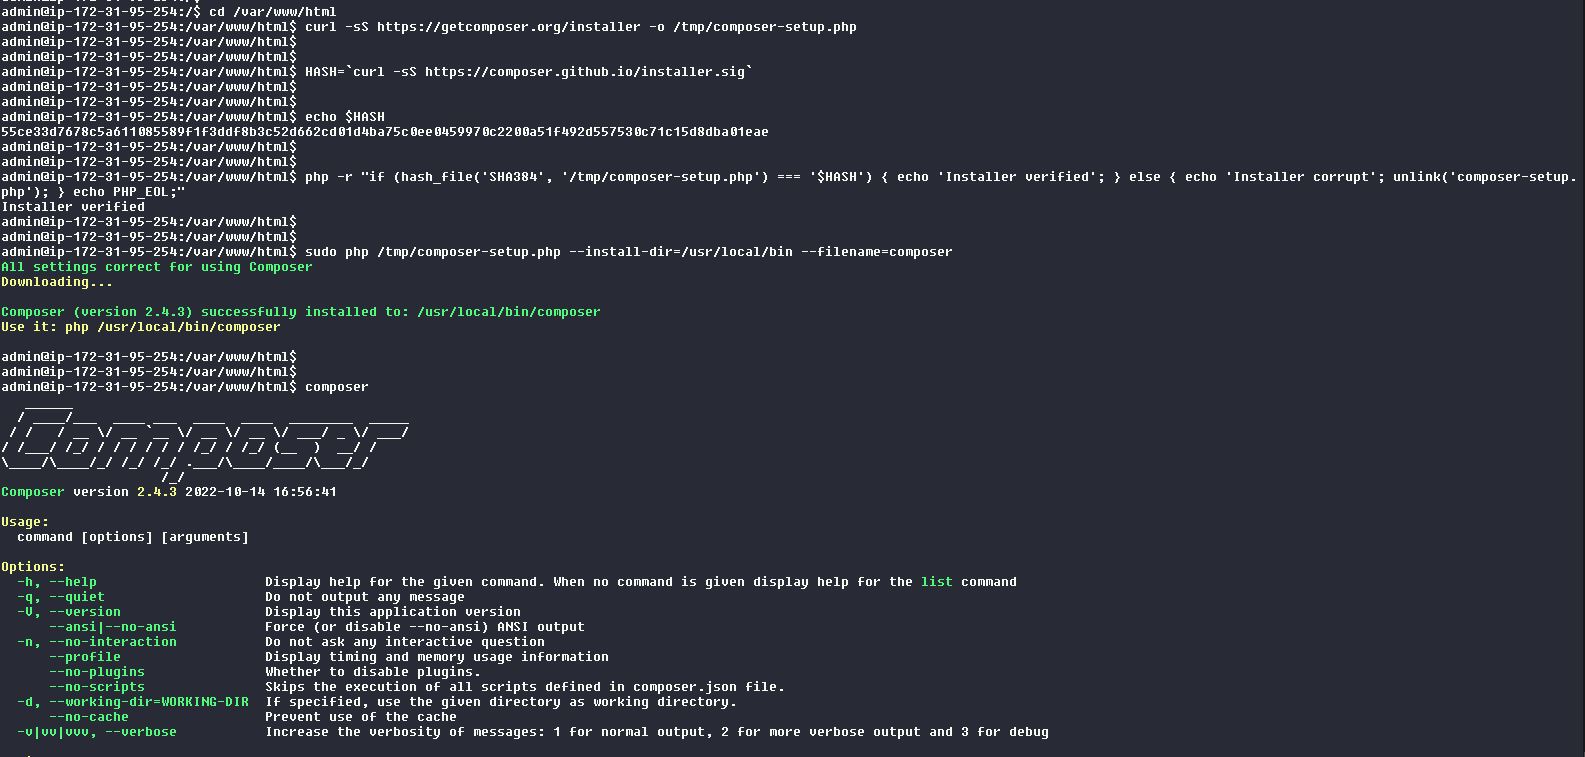 admin@ip-172-31-95-254:/$ cd /var/www/html
admin@ip-172-31-95-254:/var/www/html$ curl -sS https://getcomposer.org/installer -o /tmp/composer-setup.php
admin@ip-172-31-95-254:/var/www/html$
admin@ip-172-31-95-254:/var/www/html$
admin@ip-172-31-95-254:/var/www/html$ HASH=`curl -sS https://composer.github.io/installer.sig`
admin@ip-172-31-95-254:/var/www/html$
admin@ip-172-31-95-254:/var/www/html$
admin@ip-172-31-95-254:/var/www/html$ echo $HASH
55ce33d7678c5a611085589f1f3ddf8b3c52d662cd01d4ba75c0ee0459970c2200a51f492d557530c71c15d8dba01eae
admin@ip-172-31-95-254:/var/www/html$
admin@ip-172-31-95-254:/var/www/html$
admin@ip-172-31-95-254:/var/www/html$ php -r "if (hash_file('SHA384', '/tmp/composer-setup.php') === '$HASH') { echo 'Installer verified'; } else { echo 'Installer corrupt'; unlink('composer-setup.
php'); } echo PHP_EOL;"
Installer verified
admin@ip-172-31-95-254:/var/www/html$
admin@ip-172-31-95-254:/var/www/html$
admin@ip-172-31-95-254:/var/www/html$ sudo php /tmp/composer-setup.php --install-dir=/usr/local/bin --filename=composer
All settings correct for using Composer
Downloading...
Composer (version 2.4.3) successfully installed to: /usr/local/bin/composer
Use it: php /usr/local/bin/composer
admin@ip-172-31-95-254:/var/www/html$
admin@ip-172-31-95-254:/var/www/html$
admin@ip-172-31-95-254:/var/www/html$ composer
Composer
Composer version 2.4.3 2022-10-14 16:56:41
Usage:
command [options] [arguments]
Options:
-h, --help Display help for the given command. When no command is given display help for the list command
-q, --quiet Do not output any message
-V, --version Display this application version
--ansi|--no-ansi Force (or disable --no-ansi) ANSI output
-n, --no-interaction Do not ask any interactive question
--profile Display timing and memory usage information
--no-plugins Whether to disable plugins.
--no-scripts Skips the execution of all scripts defined in composer.json file.
-d, --working-dir=WORKING-DIR If specified, use the given directory as working directory.
--no-cache Prevent use of the cache
-v|vv|vvv, --verbose Increase the verbosity of messages: 1 for normal output, 2 for more verbose output and 3 for debug